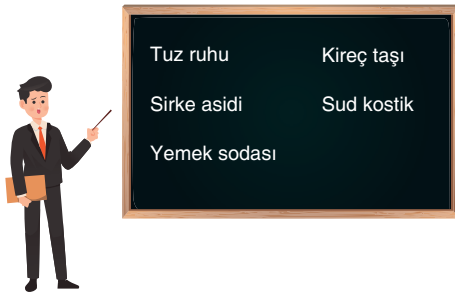 Tuz ruhu
Kireç taşı
Sirke asidi
Sud kostik
Yemek sodası